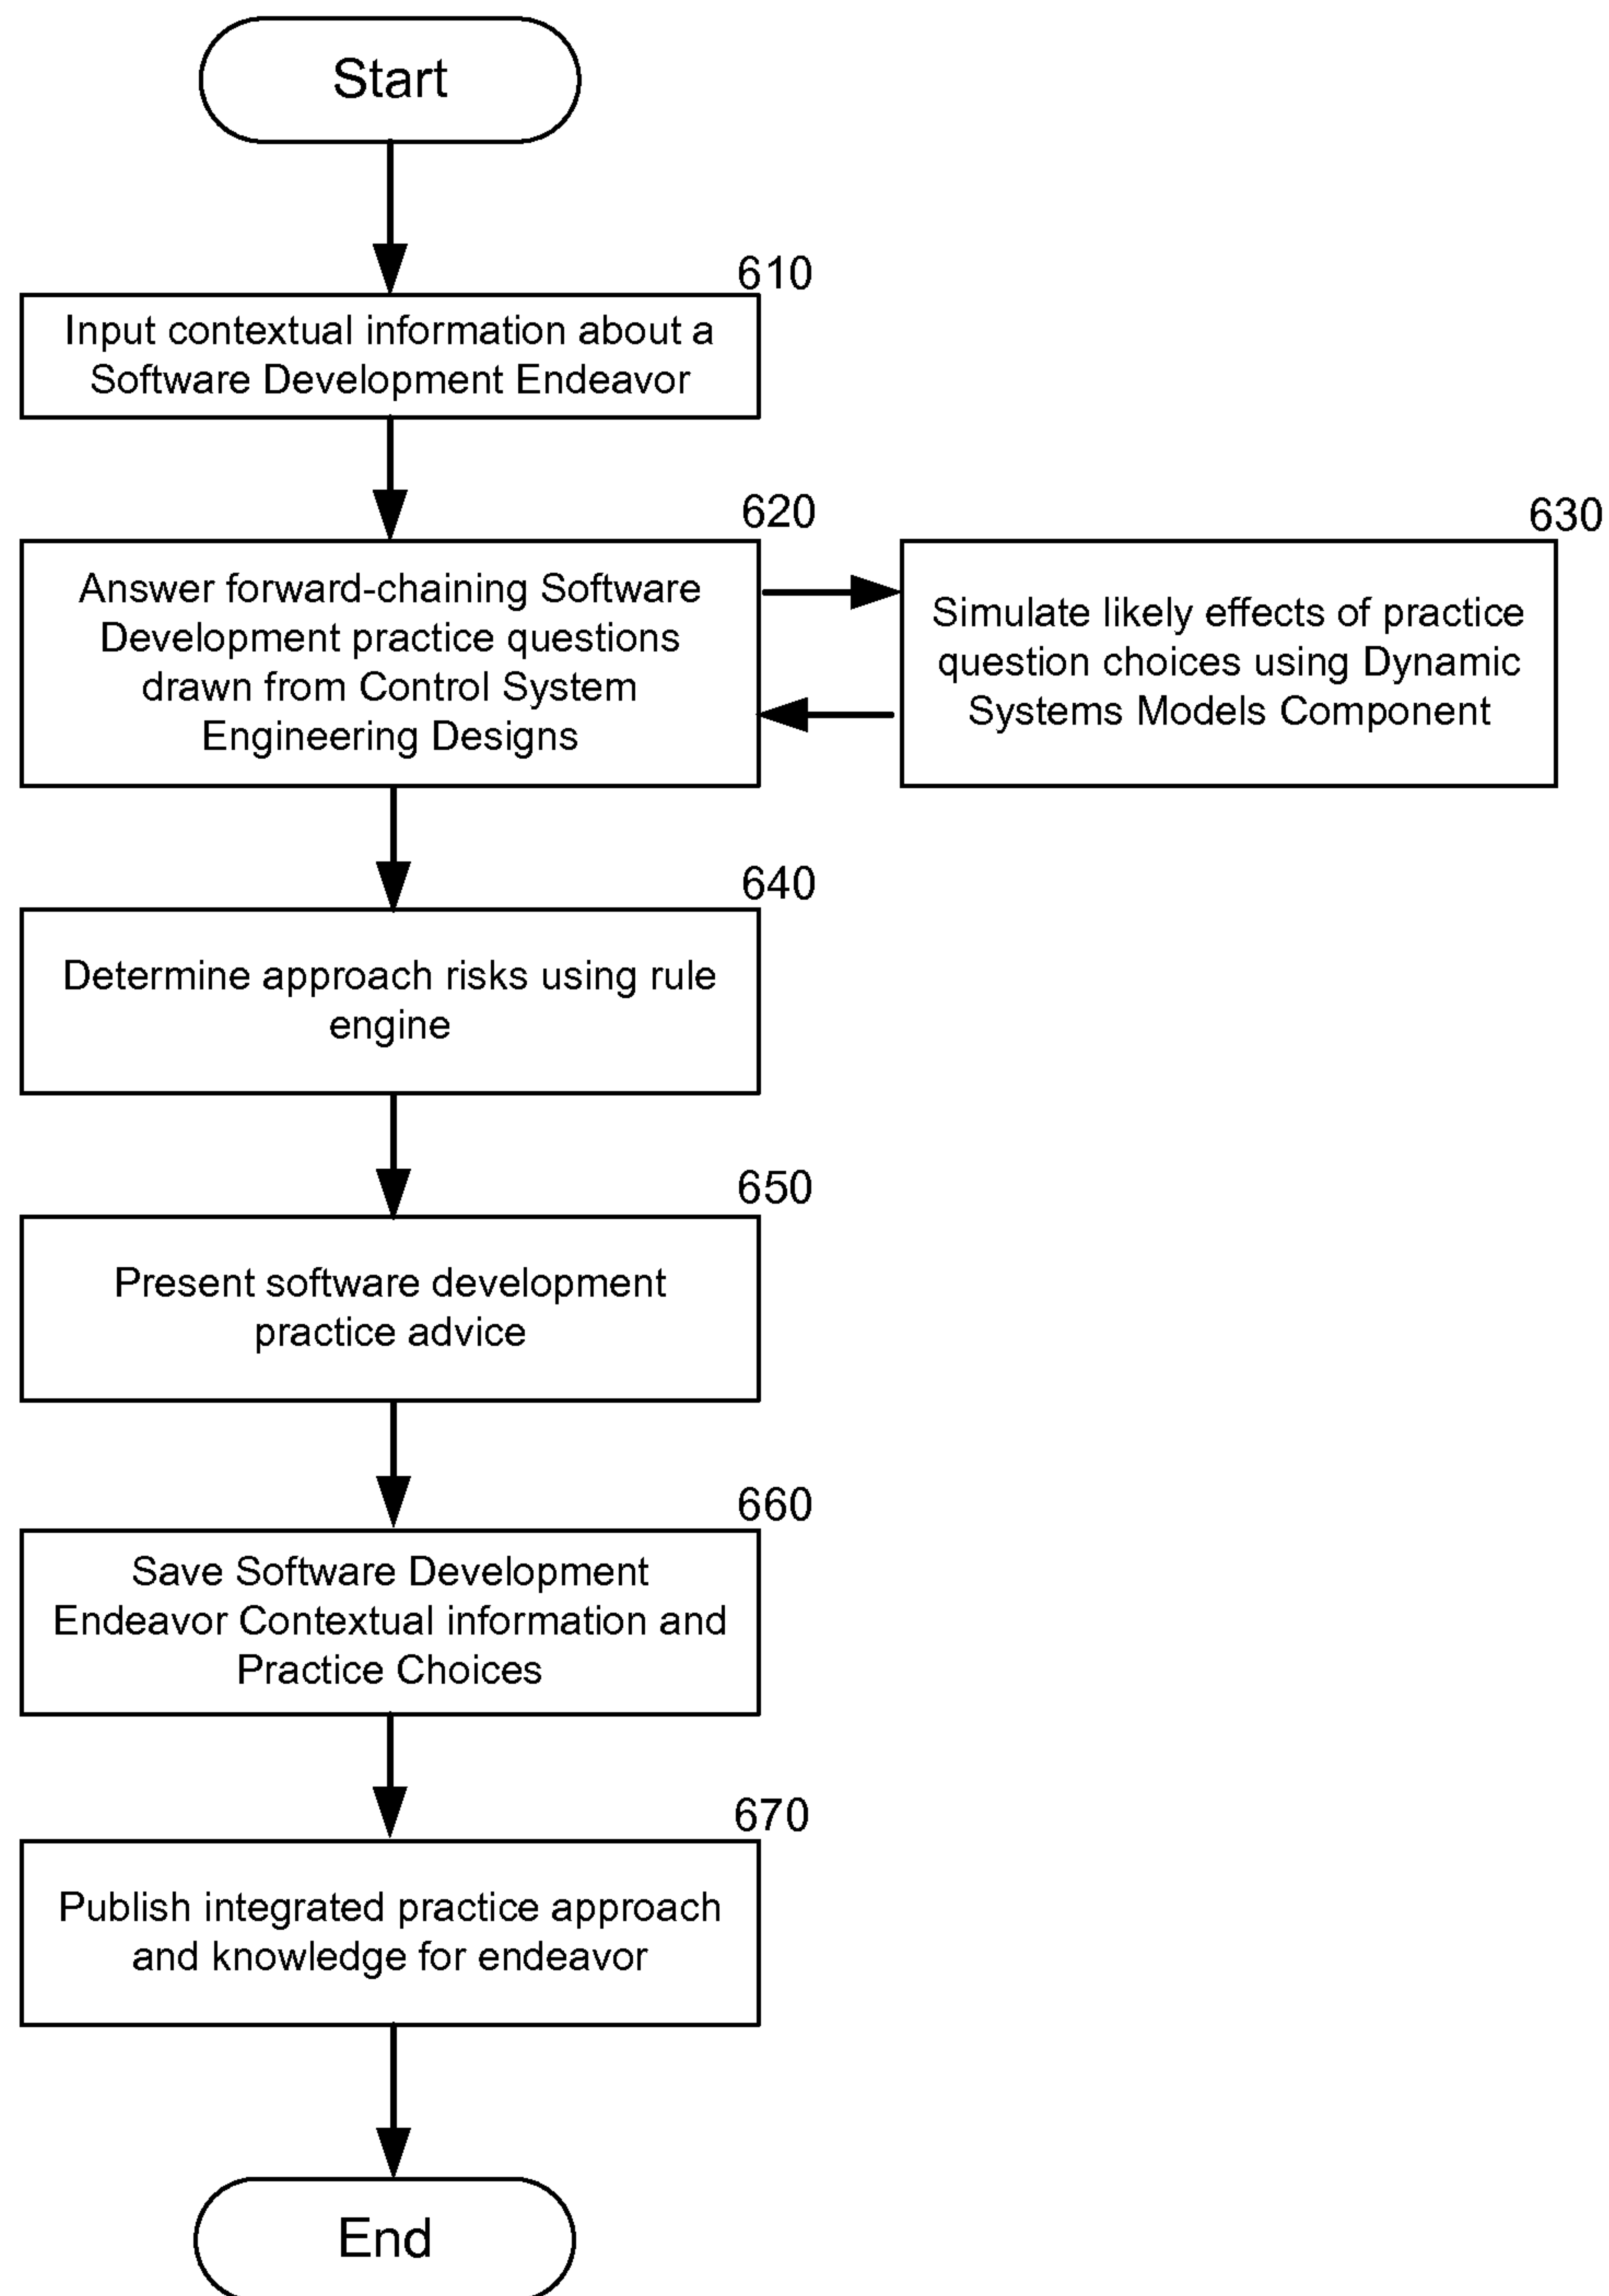 Start
610
Input contextual information about a
Software Development Endeavor
620
Answer forward-chaining Software
Development practice questions
drawn from Control System
Engineering Designs
630
Simulate likely effects of practice
question choices using Dynamic
Systems Models Component
640
Determine approach risks using rule
engine
650
Present software development
practice advice
660
Save Software Development
Endeavor Contextual information and
Practice Choices
670
Publish integrated practice approach
and knowledge for endeavor
End